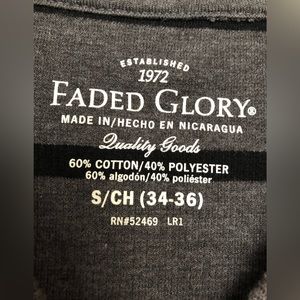 ESTABLISHED
1972
FADED GLORY®
MADE IN/HECHO EN NICARAGUA
Quality Goods
60% COTTON/40% POLYESTER
60% algodón/40% poliéster
S/CH (34-36)
RN#52469 LR1